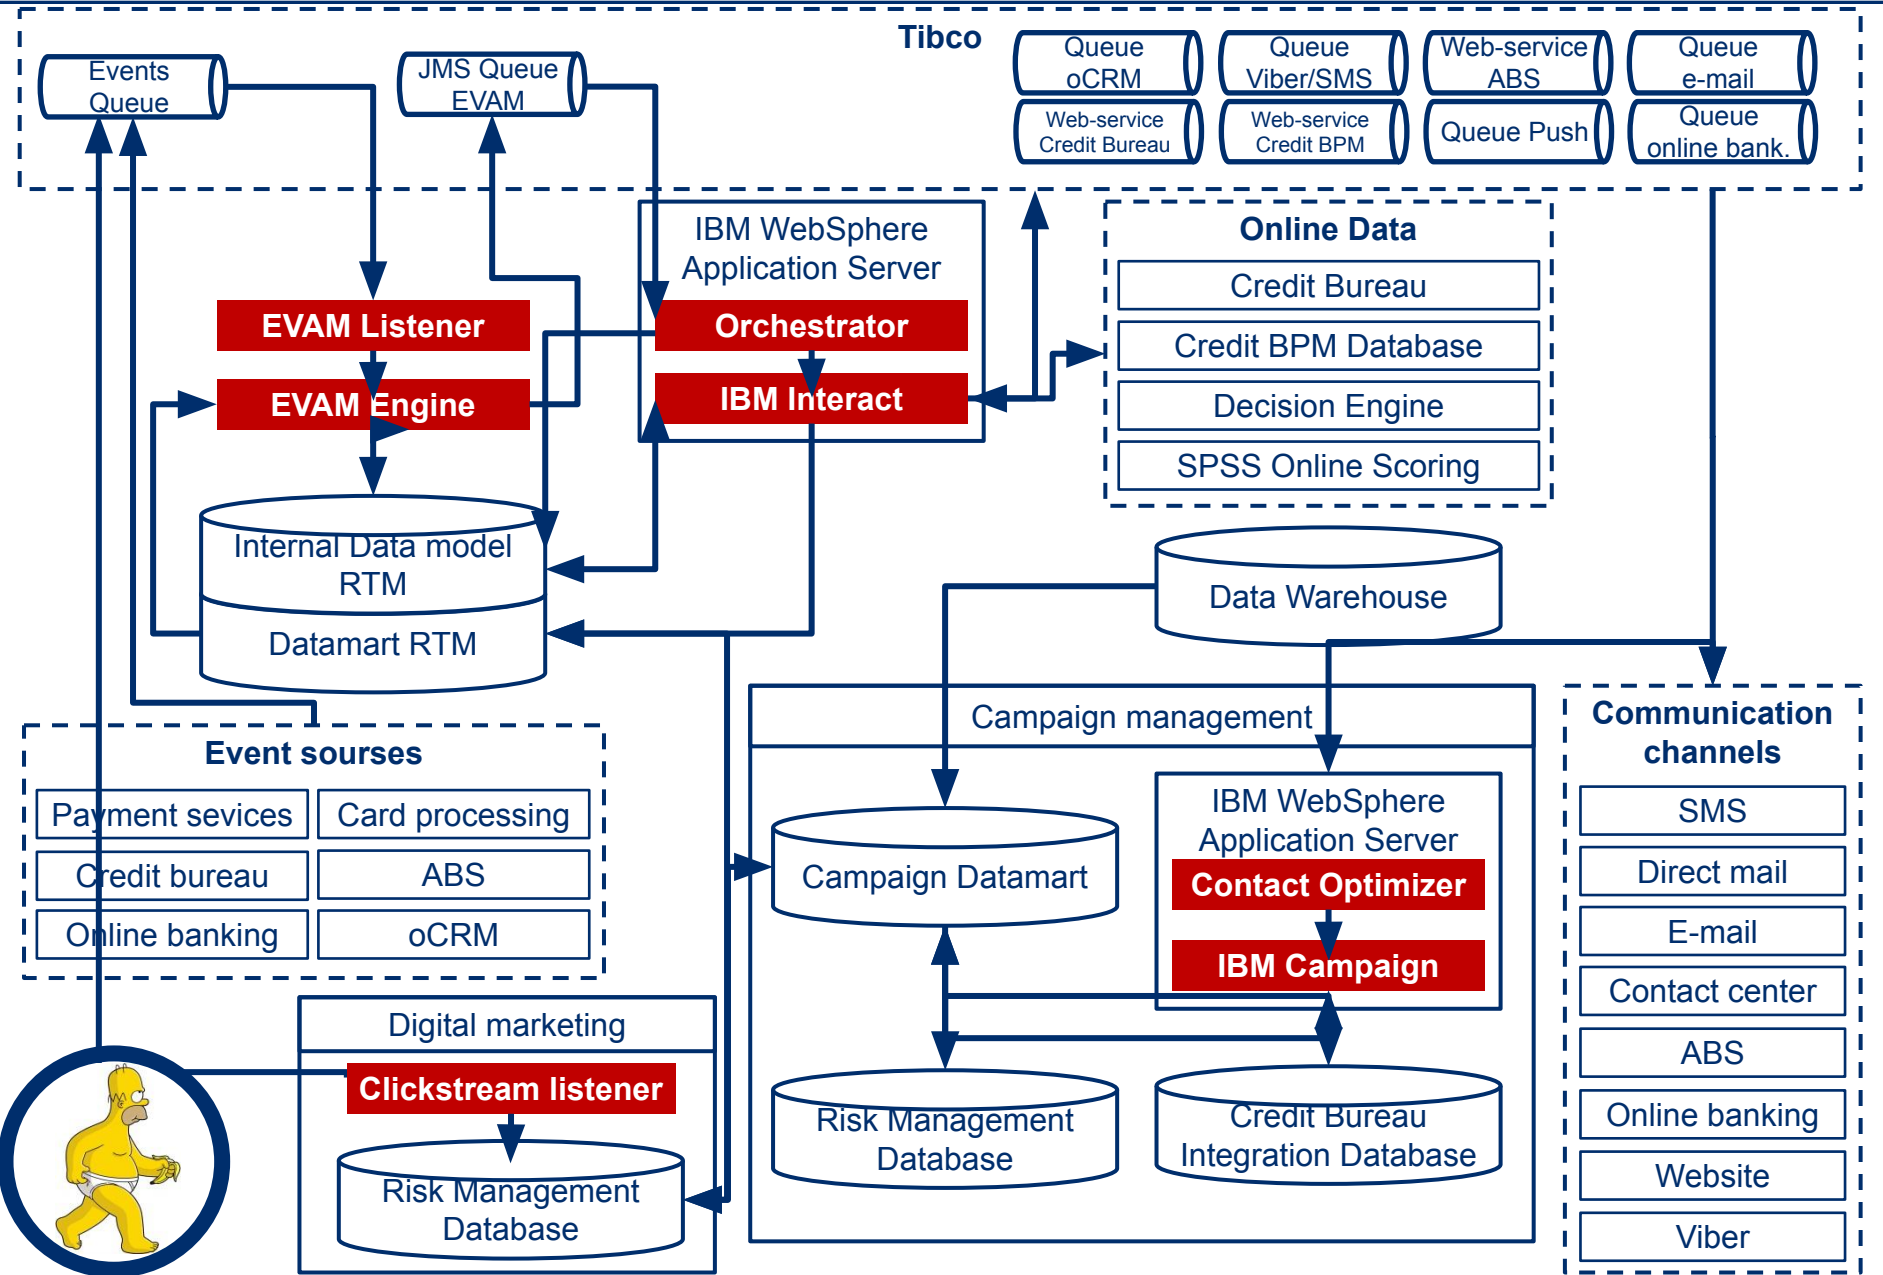 Tibco
Events
Queue
JMS Queue
EVAM
Queue
oCRM
Queue
Viber/SMS
Web-service
ABS
Queue
e-mail
Web-service
Credit Bureau
Web-service
Credit BPM
Queue Push
Queue
online bank.
IBM WebSphere
Application Server
Orchestrator
IBM Interact
EVAM Listener
EVAM Engine
Online Data
Credit Bureau
Credit BPM Database
Decision Engine
SPSS Online Scoring
Internal Data model
RTM
Datamart RTM
Data Warehouse
Event sourses
Payment sevices
Card processing
Credit bureau
ABS
Online banking
oCRM
Campaign management
Campaign Datamart
IBM WebSphere
Application Server
Contact Optimizer
IBM Campaign
Risk Management
Database
Credit Bureau
Integration Database
Communication
channels
SMS
Direct mail
E-mail
Contact center
ABS
Online banking
Website
Viber
Digital marketing
Clickstream listener
Risk Management
Database